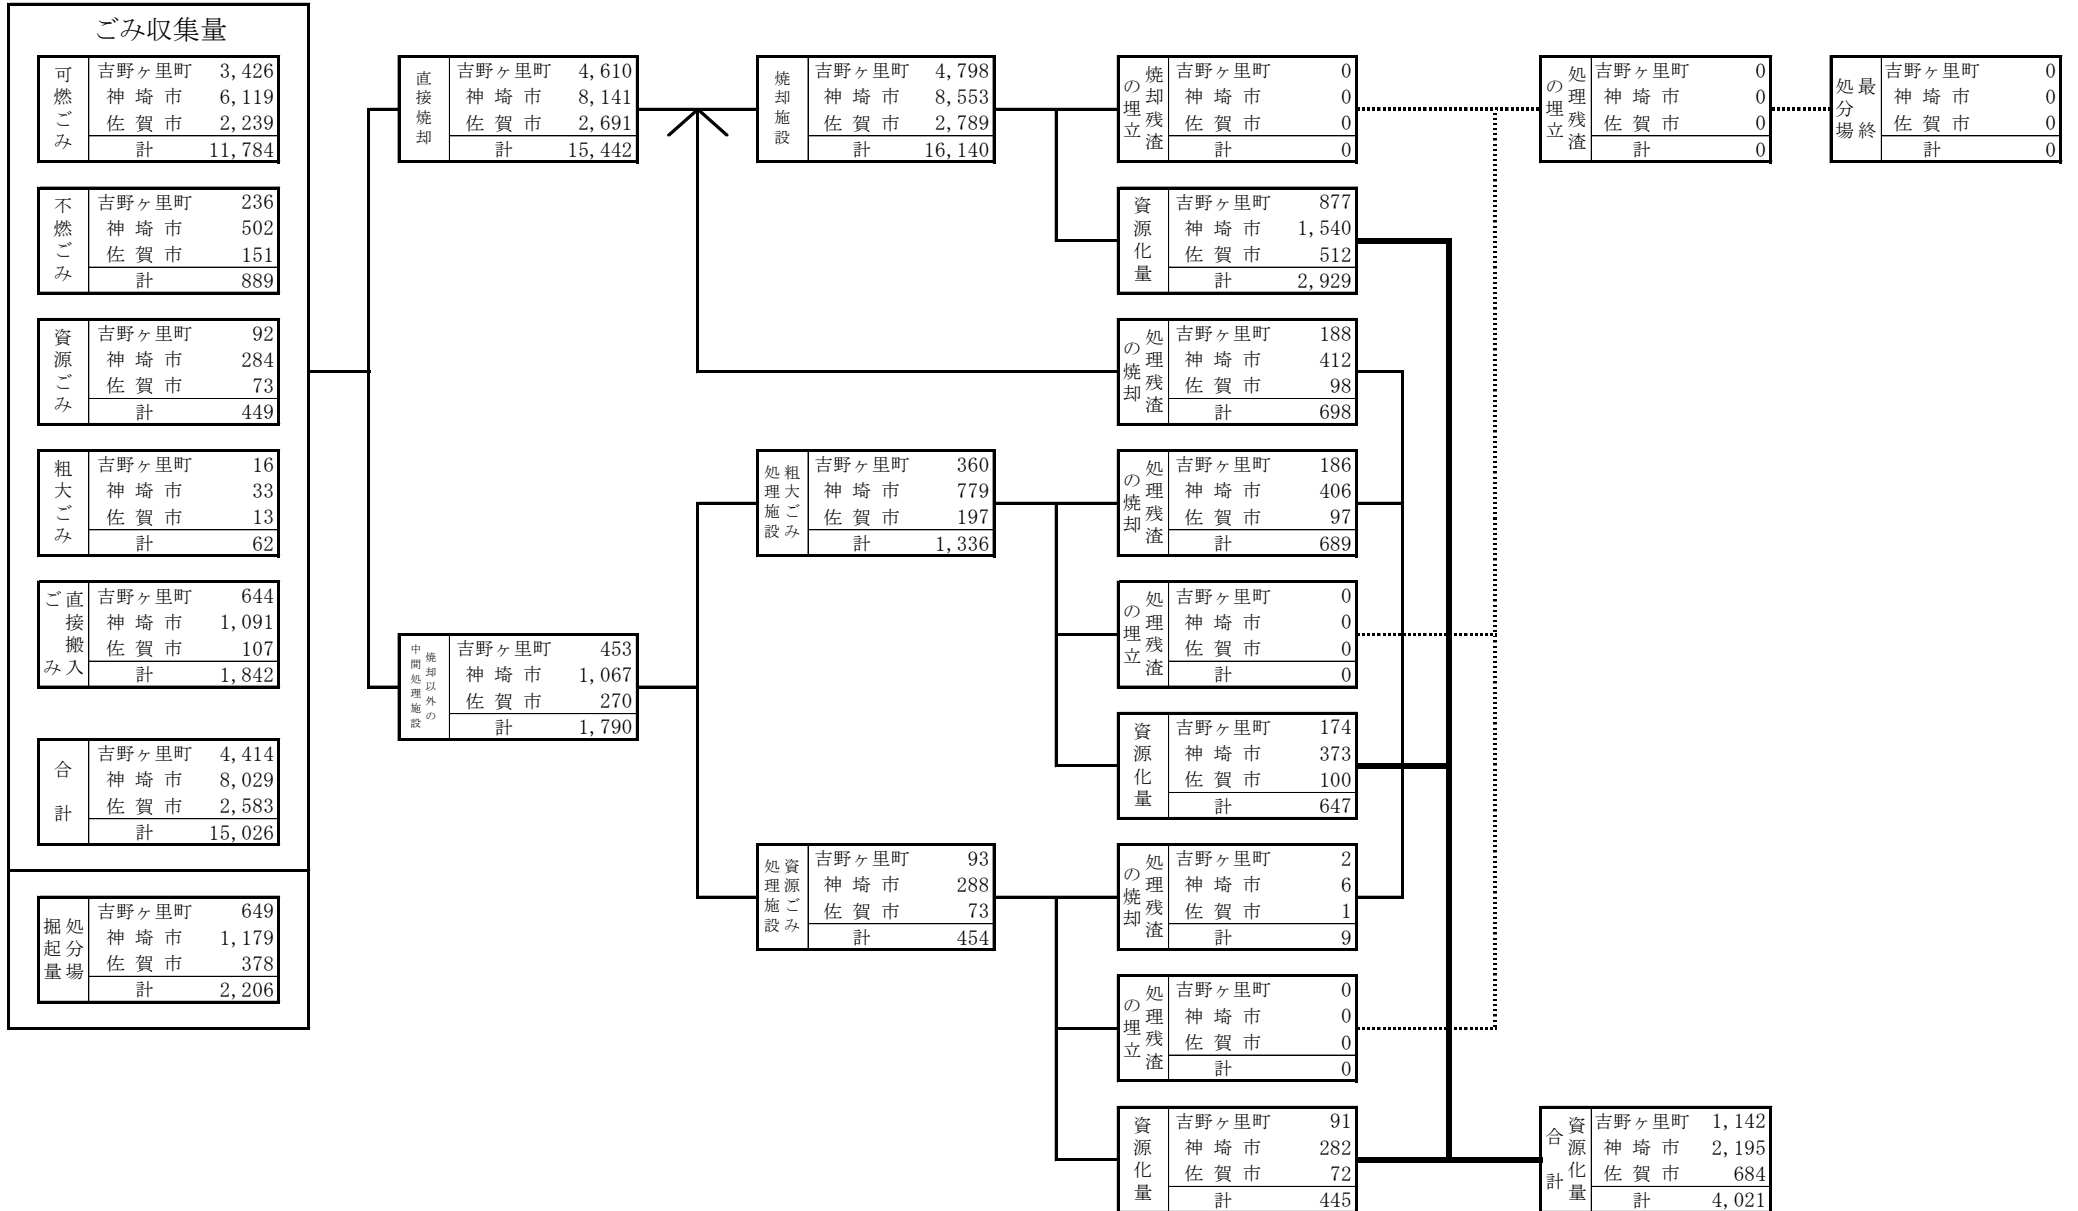 ごみ収集量
可燃ごみ
吉野ヶ里町 3,426
神埼市 6,119
佐賀市 2,239
計 11,784
不燃ごみ
吉野ヶ里町 236
神埼市 502
佐賀市 151
計 889
資源ごみ
吉野ヶ里町 92
神埼市 284
佐賀市 73
計 449
粗大ごみ
吉野ヶ里町 16
神埼市 33
佐賀市 13
計 62
直接搬入
ごみ
吉野ヶ里町 644
神埼市 1,091
佐賀市 107
計 1,842
合計
吉野ヶ里町 4,414
神埼市 8,029
佐賀市 2,583
計 15,026
処分場
掘起量
吉野ヶ里町 649
神埼市 1,179
佐賀市 378
計 2,206
直接焼却
吉野ヶ里町 4,610
神埼市 8,141
佐賀市 2,691
計 15,442
焼却以外の
中間処理施設
吉野ヶ里町 453
神埼市 1,067
佐賀市 270
計 1,790
焼却施設
吉野ヶ里町 4,798
神埼市 8,553
佐賀市 2,789
計 16,140
粗大ごみ
処理施設
吉野ヶ里町 360
神埼市 779
佐賀市 197
計 1,336
資源ごみ
処理施設
吉野ヶ里町 93
神埼市 288
佐賀市 73
計 454
焼却残渣
の埋立
吉野ヶ里町 0
神埼市 0
佐賀市 0
計 0
資源化量
吉野ヶ里町 877
神埼市 1,540
佐賀市 512
計 2,929
処理残渣
の焼却
吉野ヶ里町 188
神埼市 412
佐賀市 98
計 698
処理残渣
の焼却
吉野ヶ里町 186
神埼市 406
佐賀市 97
計 689
処理残渣
の埋立
吉野ヶ里町 0
神埼市 0
佐賀市 0
計 0
資源化量
吉野ヶ里町 174
神埼市 373
佐賀市 100
計 647
処理残渣
の焼却
吉野ヶ里町 2
神埼市 6
佐賀市 1
計 9
処理残渣
の埋立
吉野ヶ里町 0
神埼市 0
佐賀市 0
計 0
資源化量
吉野ヶ里町 91
神埼市 282
佐賀市 72
計 445
処理残渣
の埋立
吉野ヶ里町 0
神埼市 0
佐賀市 0
計 0
最終
処分場
吉野ヶ里町 0
神埼市 0
佐賀市 0
計 0
資源化量
合計
吉野ヶ里町 1,142
神埼市 2,195
佐賀市 684
計 4,021